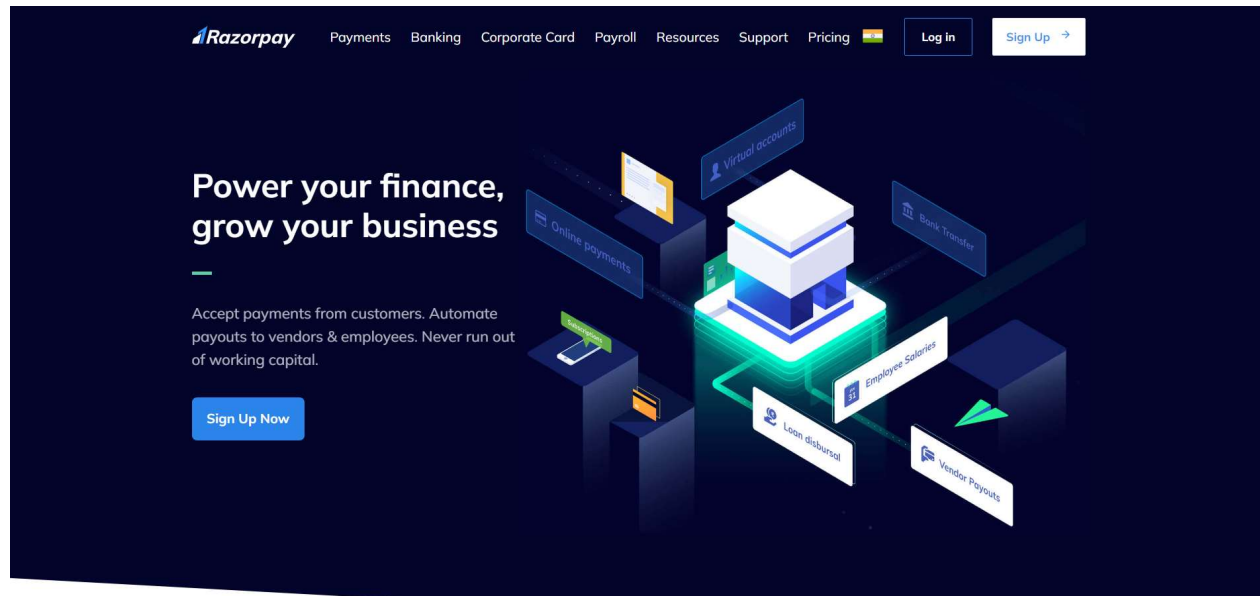 Razorpay
Payments
Banking
Corporate Card
Payroll
Resources
Support
Pricing
Log in
Sign Up
Power your finance,
grow your business
Accept payments from customers. Automate
payouts to vendors & employees. Never run out
of working capital.
Sign Up Now
Virtual accounts
Bank Transfer
Online payments
Subscriptions
Employee Salaries
31
Loan disbursal
Vendor Payouts